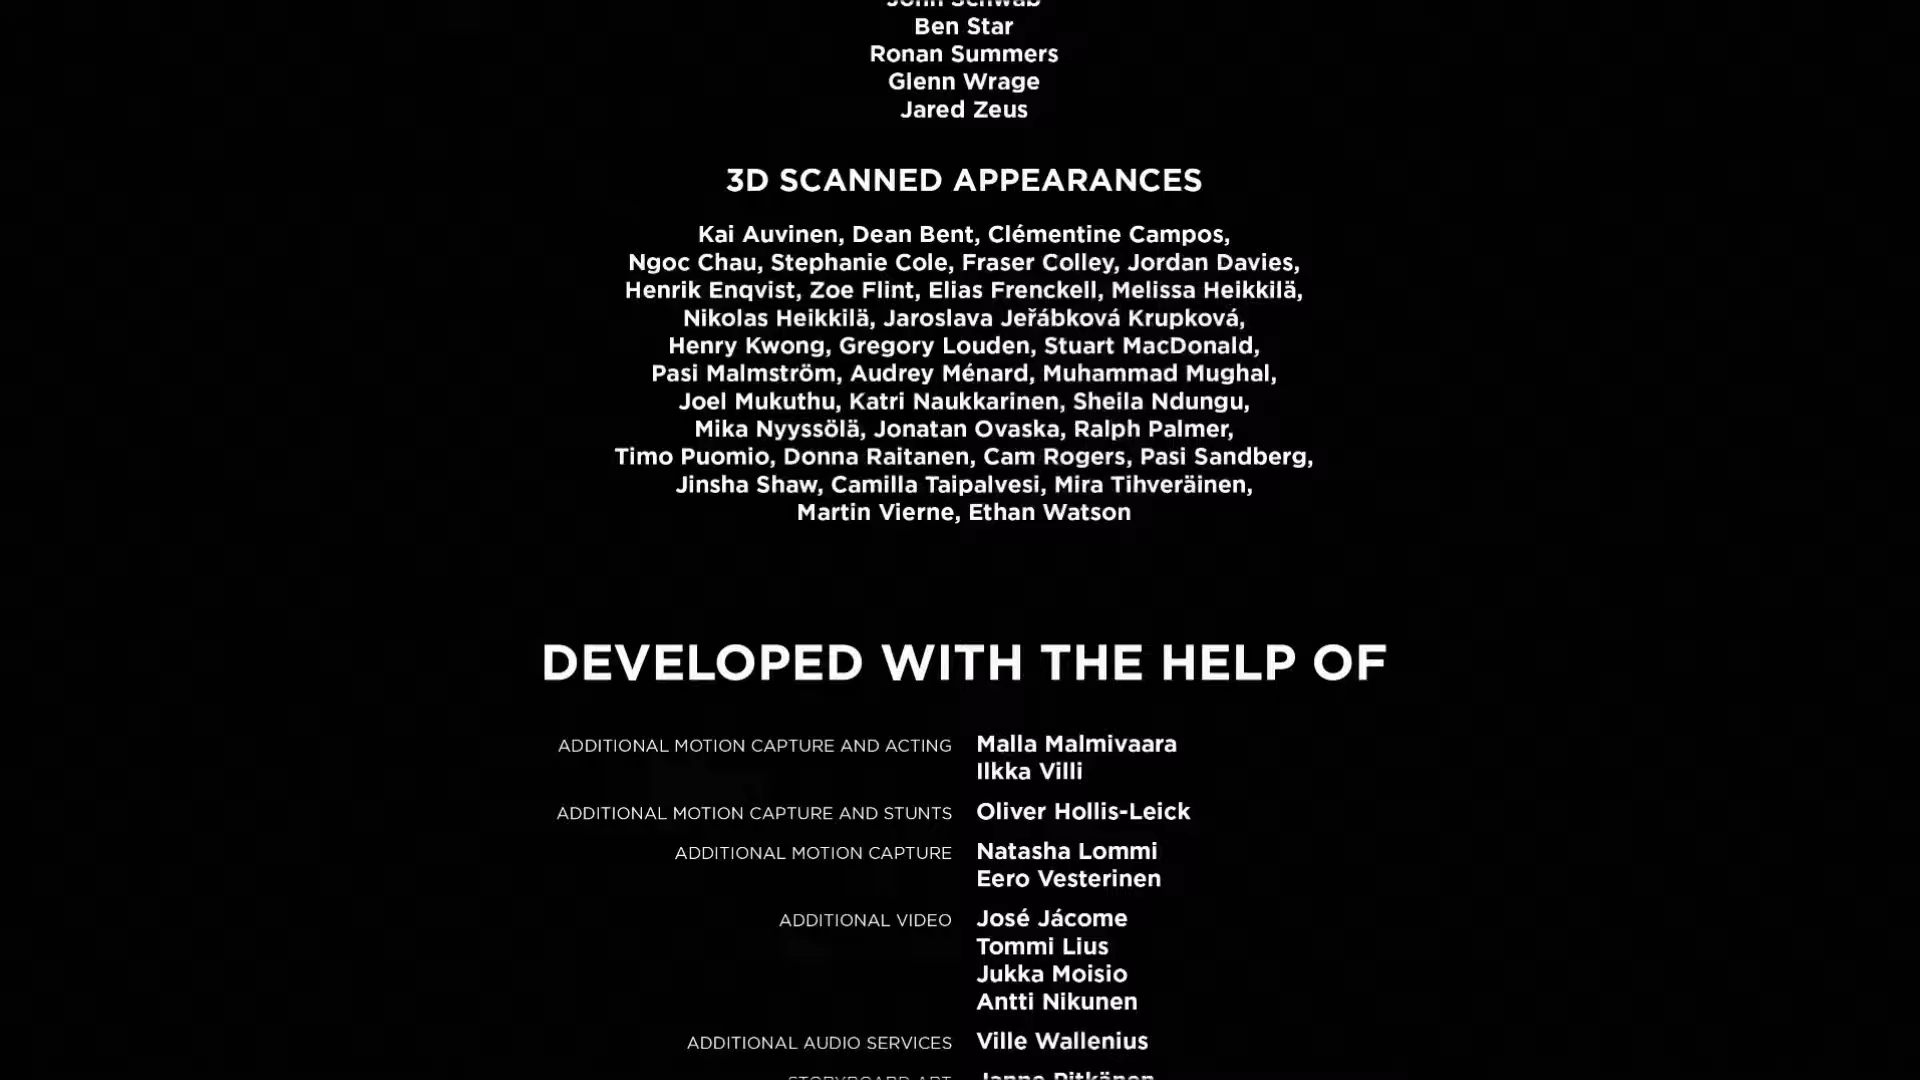 John Schwab
Ben Star
Ronan Summers
Glenn Wrage
Jared Zeus
3D SCANNED APPEARANCES
Kai Auvinen, Dean Bent, Clémentine Campos,
Ngoc Chau, Stephanie Cole, Fraser Colley, Jordan Davies,
Henrik Enqvist, Zoe Flint, Elias Frenckell, Melissa Heikkilä,
Nikolas Heikkilä, Jaroslava Jeřábková Krupková,
Henry Kwong, Gregory Louden, Stuart MacDonald,
Pasi Malmström, Audrey Ménard, Muhammad Mughal,
Joel Mukuthu, Katri Naukkarinen, Sheila Ndungu,
Mika Nyyssölä, Jonatan Ovaska, Ralph Palmer,
Timo Puomio, Donna Raitanen, Cam Rogers, Pasi Sandberg,
Jinsha Shaw, Camilla Taipalvesi, Mira Tihveräinen,
Martin Vierne, Ethan Watson
DEVELOPED WITH THE HELP OF
ADDITIONAL MOTION CAPTURE AND ACTING Malla Malmivaara
Ilkka Villi
ADDITIONAL MOTION CAPTURE AND STUNTS Oliver Hollis-Leick
ADDITIONAL MOTION CAPTURE Natasha Lommi
Eero Vesterinen
ADDITIONAL VIDEO José Jácome
Tommi Lius
Jukka Moisio
Antti Nikunen
ADDITIONAL AUDIO SERVICES Ville Wallenius
STORYBOARD ART Janne Pitkänen